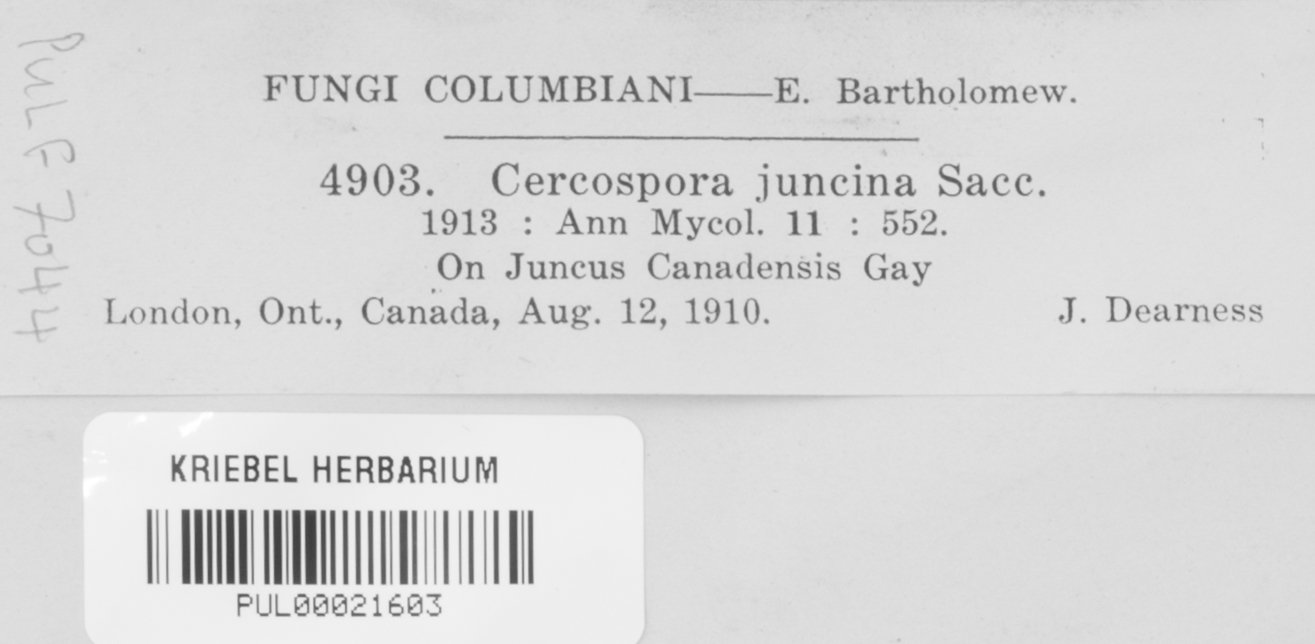 PUL F 7044
FUNGI COLUMBIANI——E. Bartholomew.
4903. Cercospora juncina Sacc.
1913 : Ann Mycol. 11 : 552.
On Juncus Canadensis Gay
London, Ont., Canada, Aug. 12, 1910. J. Dearness
KRIEBEL HERBARIUM
PUL00021603